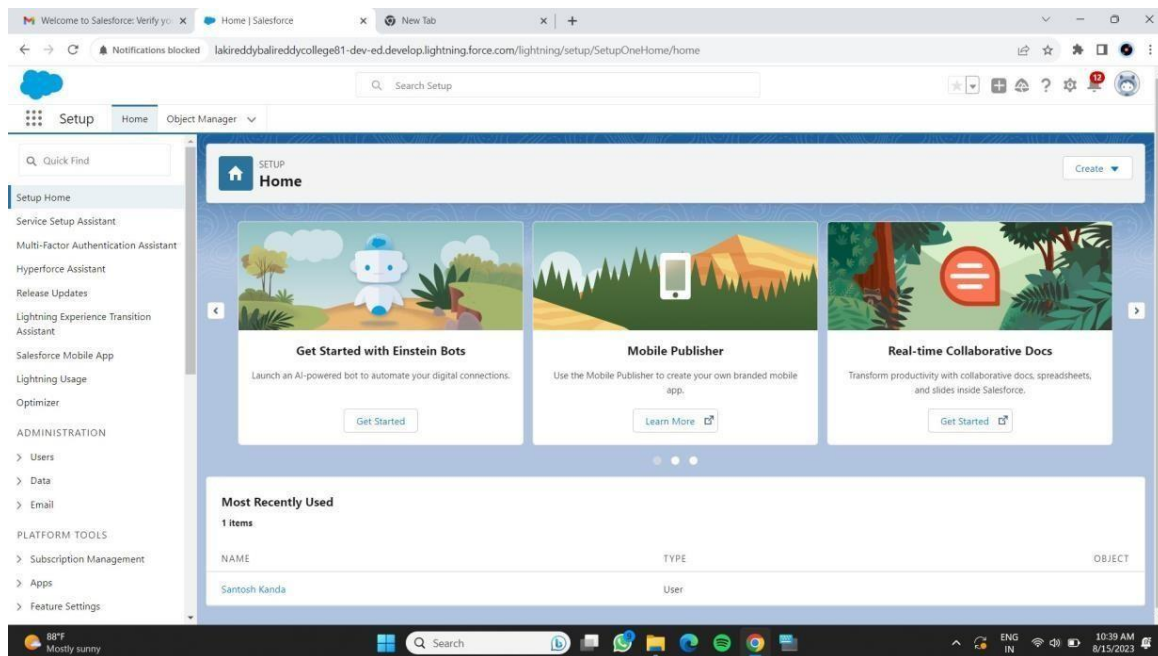 Welcome to Salesforce: Verify yo
Home | Salesforce
New Tab
Notifications blocked
lakireddybalireddycollege81-dev-ed.develop.lightning.force.com/lightning/setup/SetupOneHome/home
Search Setup
12
Setup
Home
Object Manager
Quick Find
Setup Home
Service Setup Assistant
Multi-Factor Authentication Assistant
Hyperforce Assistant
Release Updates
Lightning Experience Transition
Assistant
Salesforce Mobile App
Lightning Usage
Optimizer
ADMINISTRATION
Users
Data
Email
PLATFORM TOOLS
Subscription Management
Apps
Feature Settings
SETUP
Home
Create
Get Started with Einstein Bots
Launch an AI-powered bot to automate your digital connections.
Get Started
Mobile Publisher
Use the Mobile Publisher to create your own branded mobile
app.
Learn More
Real-time Collaborative Docs
Transform productivity with collaborative docs, spreadsheets,
and slides inside Salesforce.
Get Started
Most Recently Used
1 items
NAME TYPE OBJECT
Santosh Kanda User
88°F
Mostly sunny
Search
ENG
IN
10:39 AM
8/15/2023